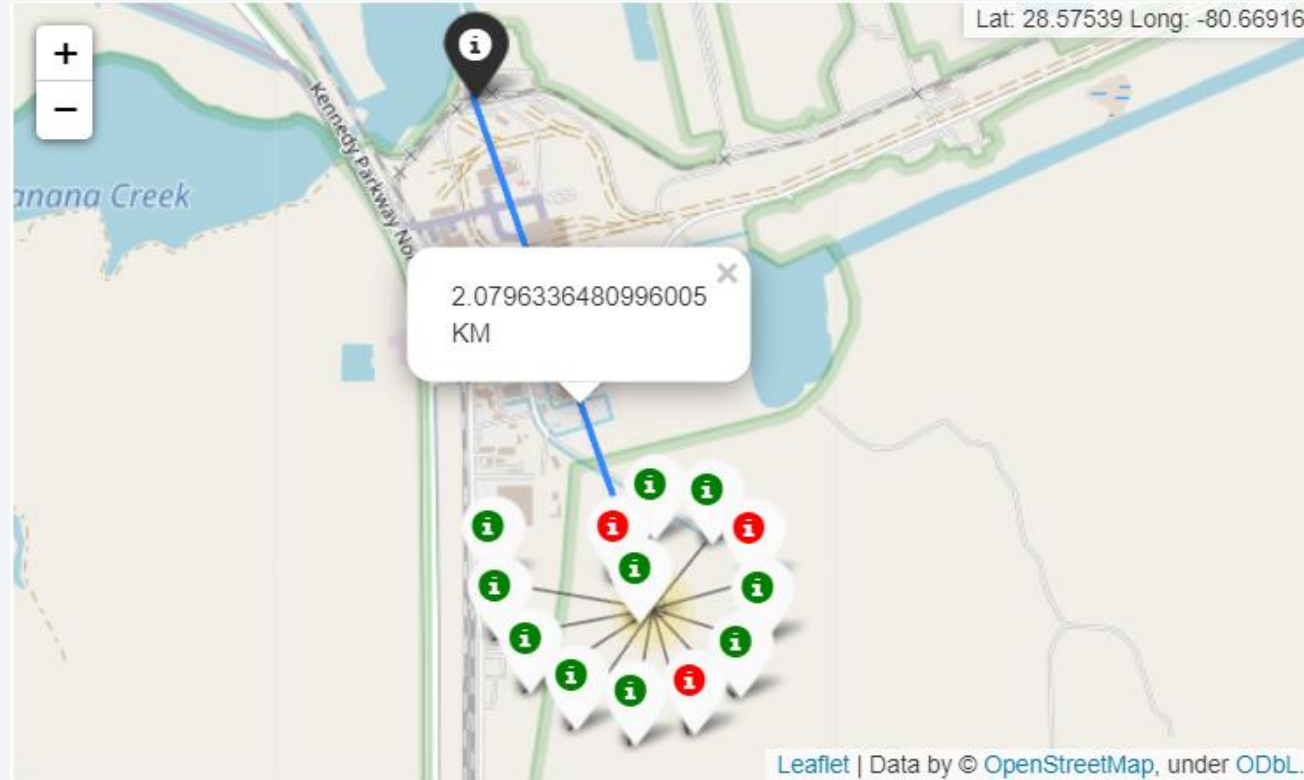 Lat: 28.57539 Long: -80.66916
+
−
Kennedy Parkway No
anana Creek
2.0796336480996005
KM
×
Leaflet | Data by © OpenStreetMap, under ODbL.